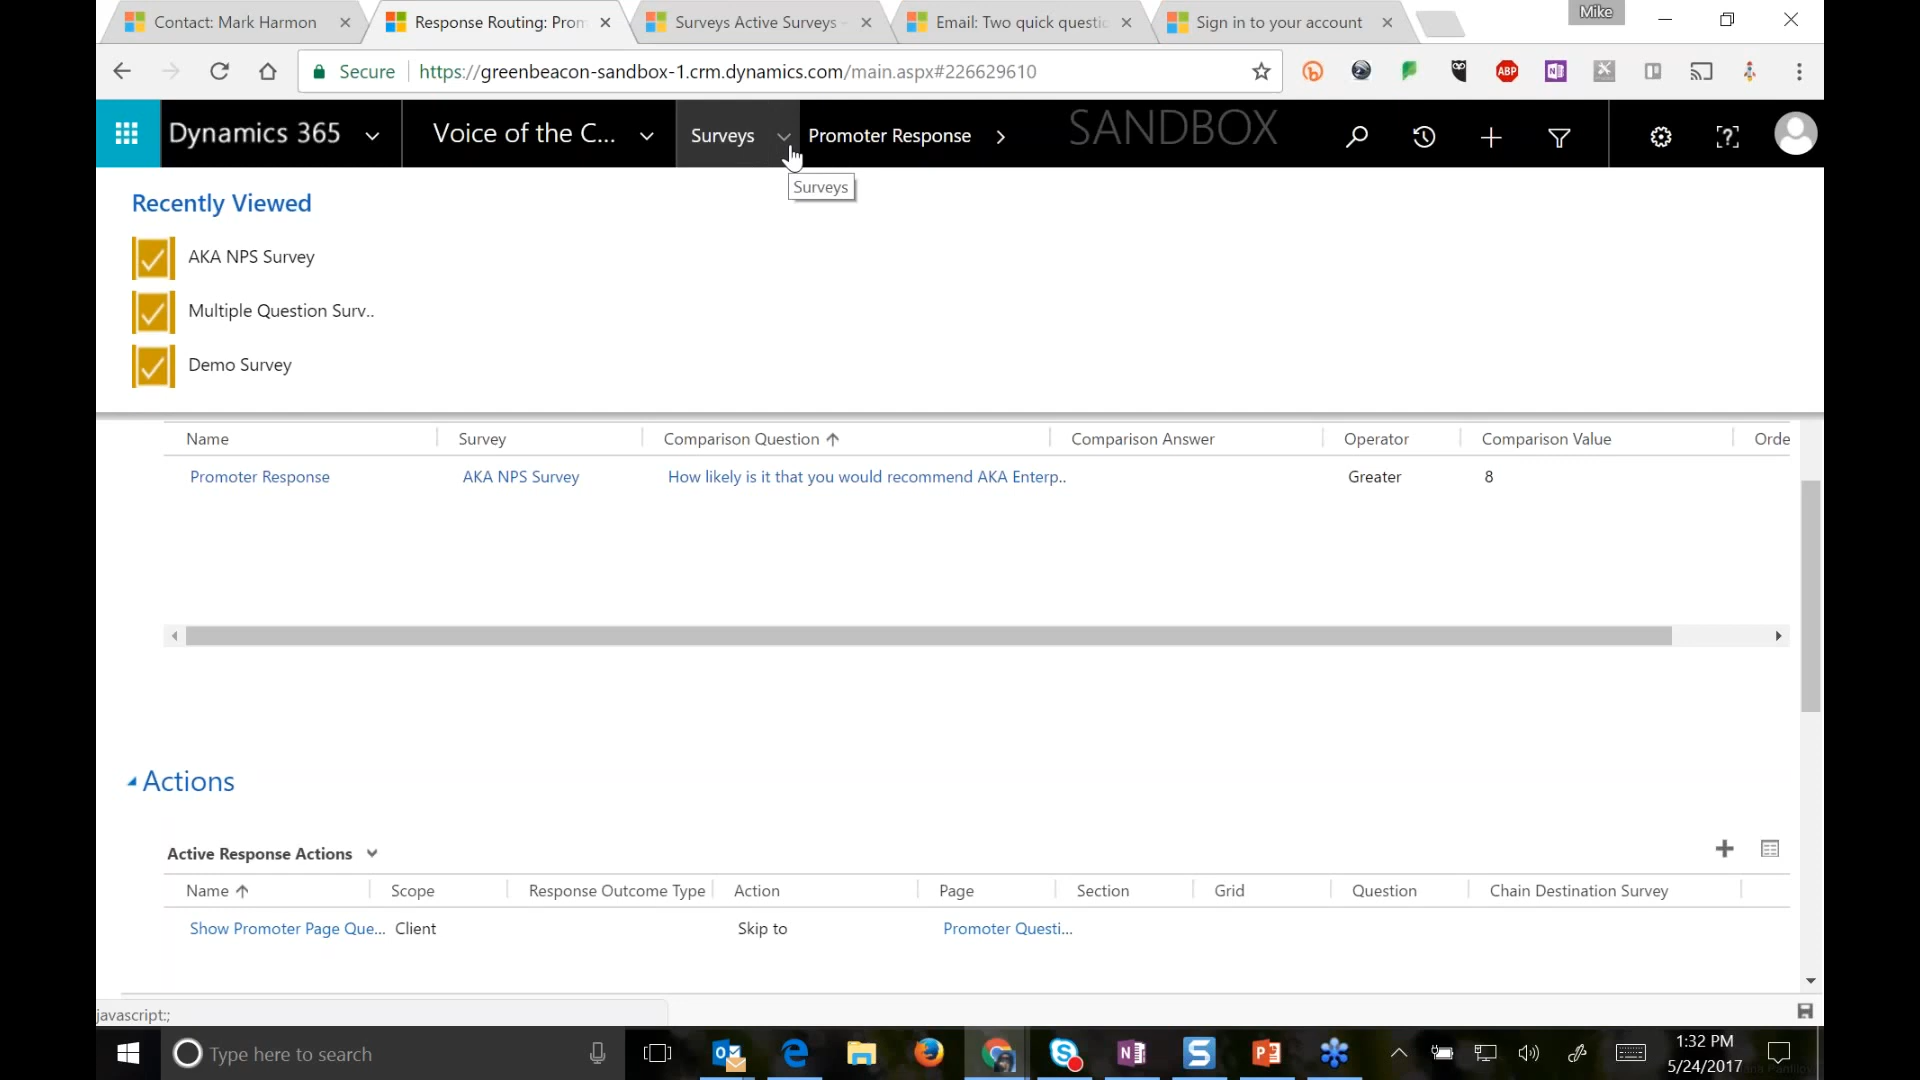 Contact: Mark Harmon
Response Routing: Pron
Surveys Active Surveys -
Email: Two quick questic
Sign in to your account
Mike
Secure
https://greenbeacon-sandbox-1.crm.dynamics.com/main.aspx#226629610
ABP
Dynamics 365
Voice of the C...
Surveys
Promoter Response
SANDBOX
Surveys
Recently Viewed
AKA NPS Survey
Multiple Question Surv..
Demo Survey
Name Survey Comparison Question Comparison Answer Operator Comparison Value Orde
Promoter Response AKA NPS Survey How likely is it that you would recommend AKA Enterp.. Greater 8
Actions
Active Response Actions
Name Scope Response Outcome Type Action Page Section Grid Question Chain Destination Survey
Show Promoter Page Que... Client Skip to Promoter Questi...
javascript:;
Type here to search
1:32 PM
5/24/2017